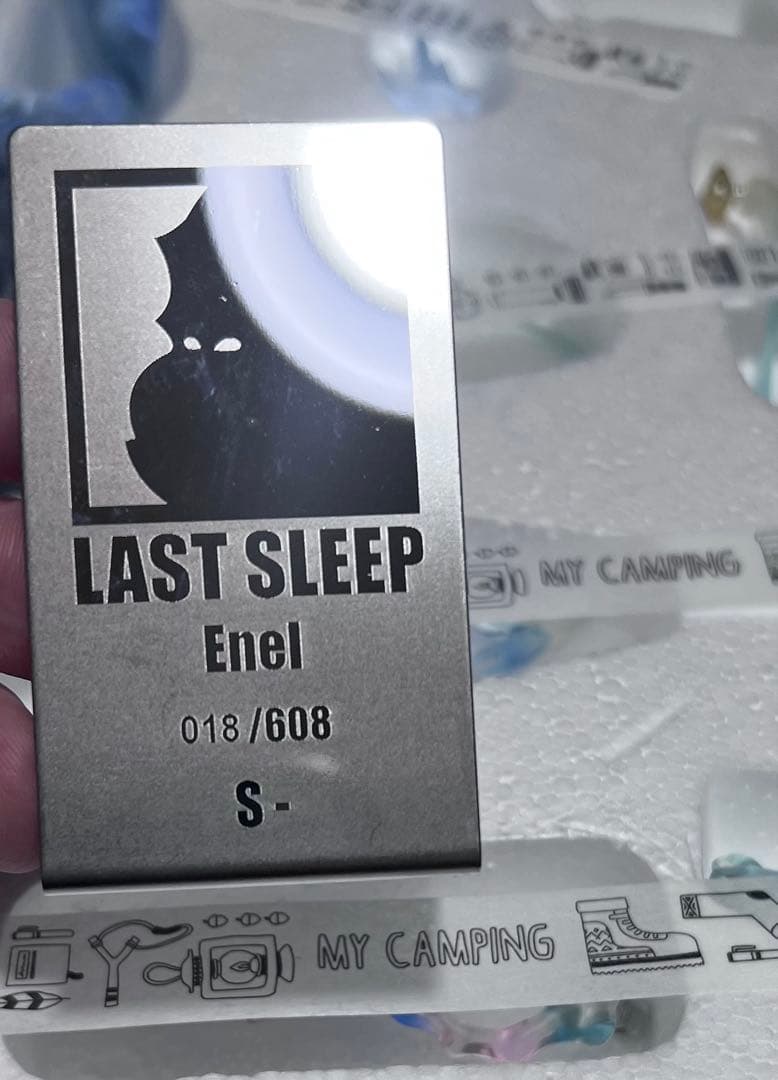 LAST SLEEP
Enel
018/608
S-
MY CAMPING
MY CAMPING